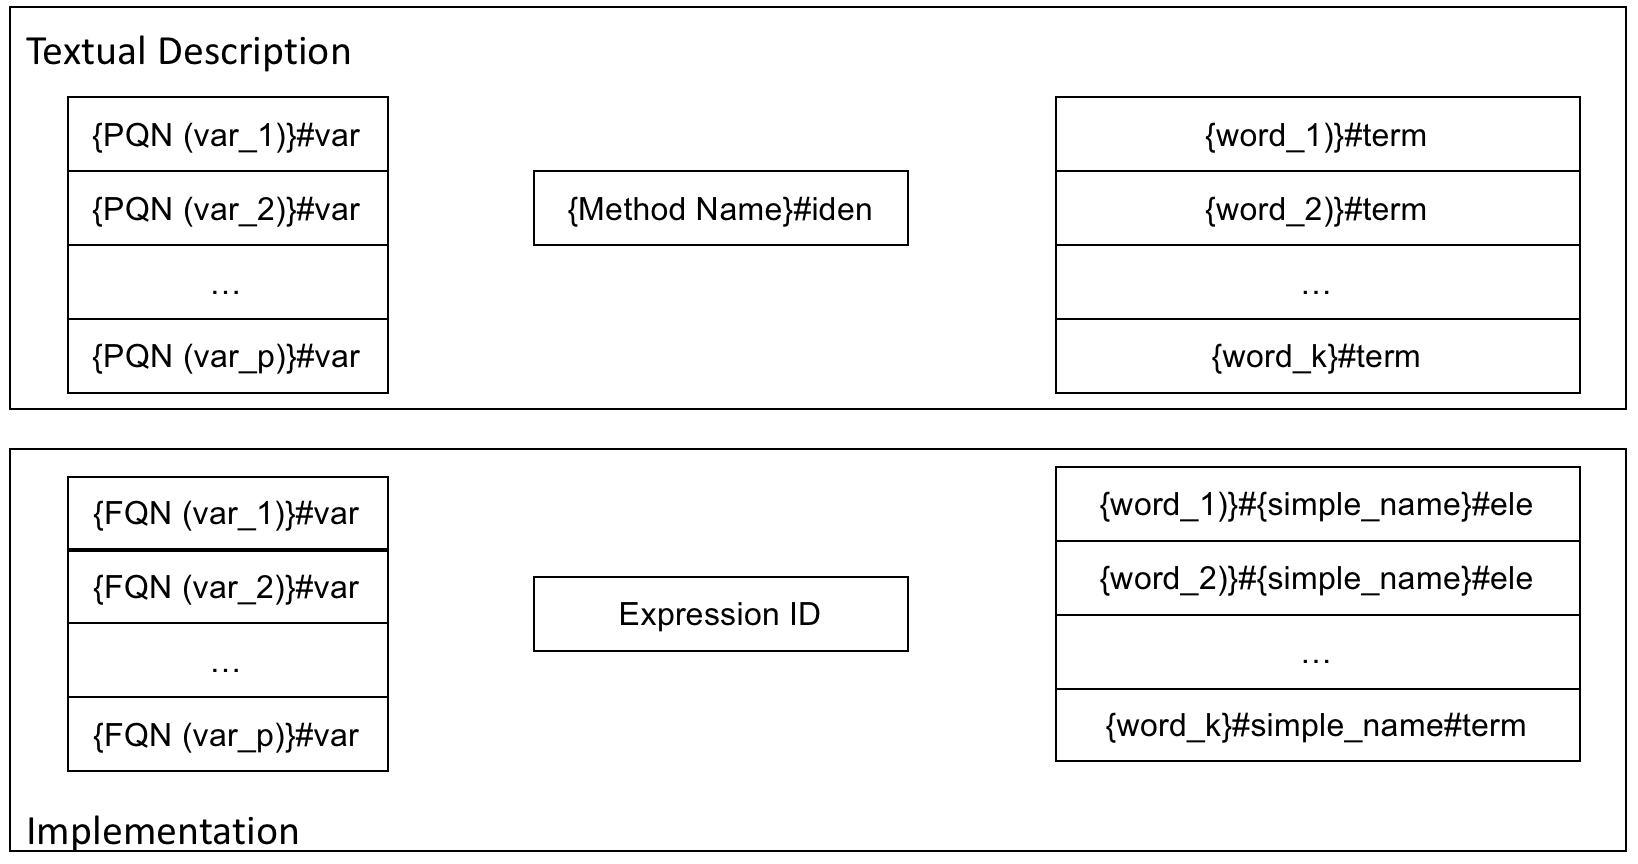 Textual Description
{PQN (var_1)}#var
{PQN (var_2)}#var
...
{PQN (var_p)}#var
{Method Name}#iden
{word_1)}#term
{word_2)}#term
...
{word_k}#term
{FQN (var_1)}#var
{FQN (var_2)}#var
...
{FQN (var_p)}#var
Expression ID
{word_1)}#{simple_name}#ele
{word_2)}#{simple_name}#ele
...
{word_k}#simple_name#term
Implementation